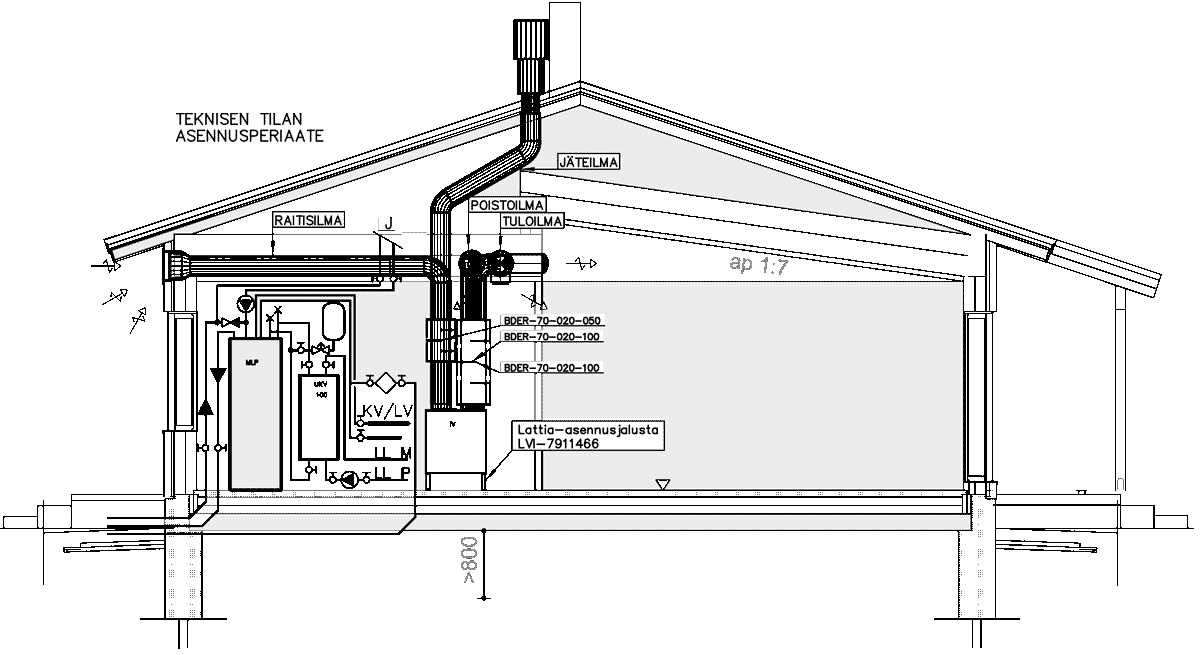 TEKNISEN TILAN
ASENNUSPERIAATE
JÄTEILMA
POISTOILMA
RAITISILMA
J
TULOILMA
ap 1:7
BDER-70-020-050
BDER-70-020-100
BDER-70-020-100
MLP
UKV
100
KV/LV
IV
Lattia-asennusjalusta
LVI-7911466
LL M
LL P
>800